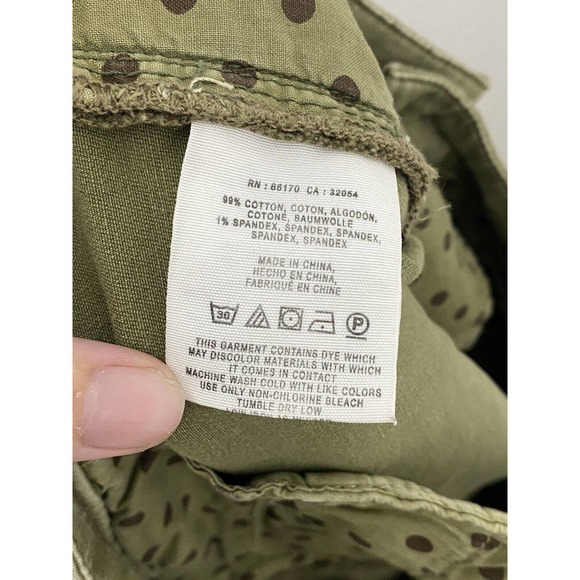 RN : 66170 CA : 32054
99% COTTON, COTON, ALGODÓN,
COTONE, BAUMWOLLE
1% SPANDEX, SPANDEX, SPANDEX,
SPANDEX, SPANDEX
MADE IN CHINA,
HECHO EN CHINA,
FABRIQUÉ EN CHINE
30 P
THIS GARMENT CONTAINS DYE WHICH
MAY DISCOLOR MATERIALS WITH WHICH
IT COMES IN CONTACT
MACHINE WASH COLD WITH LIKE COLORS
USE ONLY NON-CHLORINE BLEACH
TUMBLE DRY LOW